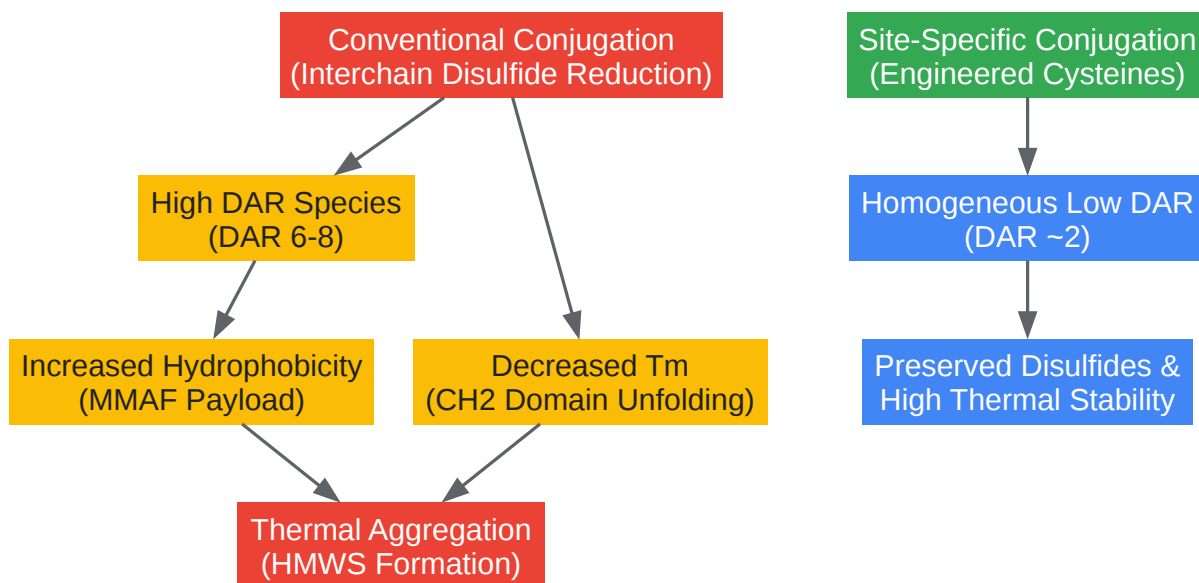 Conventional Conjugation
(Interchain Disulfide Reduction)
Site-Specific Conjugation
(Engineered Cysteines)
High DAR Species
(DAR 6-8)
Homogeneous Low DAR
(DAR ~2)
Increased Hydrophobicity
(MMAF Payload)
Decreased Tm
(CH2 Domain Unfolding)
Preserved Disulfides &
High Thermal Stability
Thermal Aggregation
(HMWS Formation)